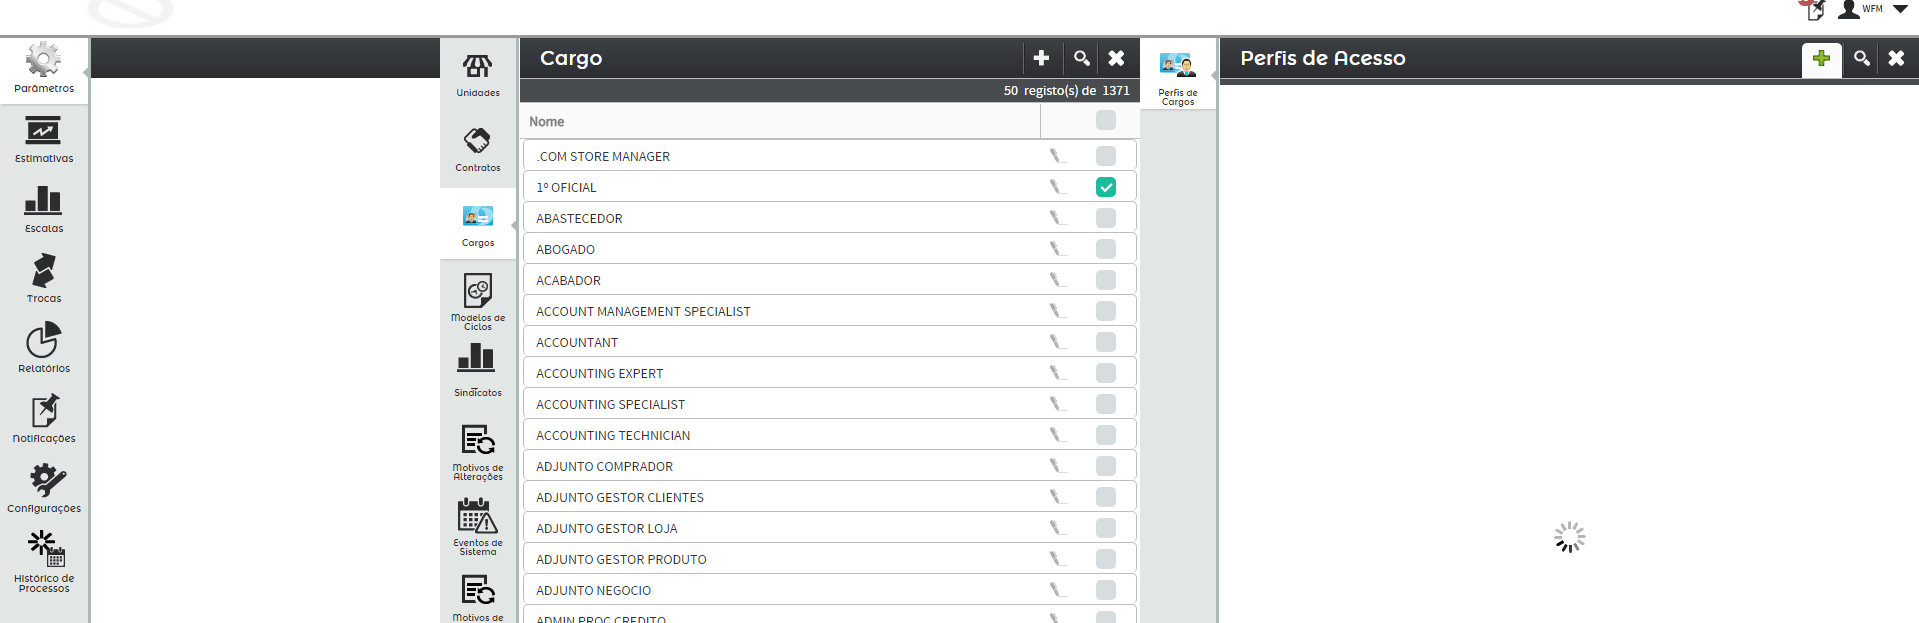 WFM
Parâmetros
Estimativas
Escalas
Trocas
Relatórios
Notificações
Configurações
Histórico de
Processos
Unidades
Contratos
Cargos
Modelos de
Ciclos
Sindicatos
Motivos de
Alterações
Eventos de
Sistema
Motivos de
Cargo
50 registo(s) de 1371
Nome
.COM STORE MANAGER
1º OFICIAL
ABASTECEDOR
ABOGADO
ACABADOR
ACCOUNT MANAGEMENT SPECIALIST
ACCOUNTANT
ACCOUNTING EXPERT
ACCOUNTING SPECIALIST
ACCOUNTING TECHNICIAN
ADJUNTO COMPRADOR
ADJUNTO GESTOR CLIENTES
ADJUNTO GESTOR LOJA
ADJUNTO GESTOR PRODUTO
ADJUNTO NEGOCIO
ADMIN PROC CREDITO
Perfis de
Cargos
Perfis de Acesso